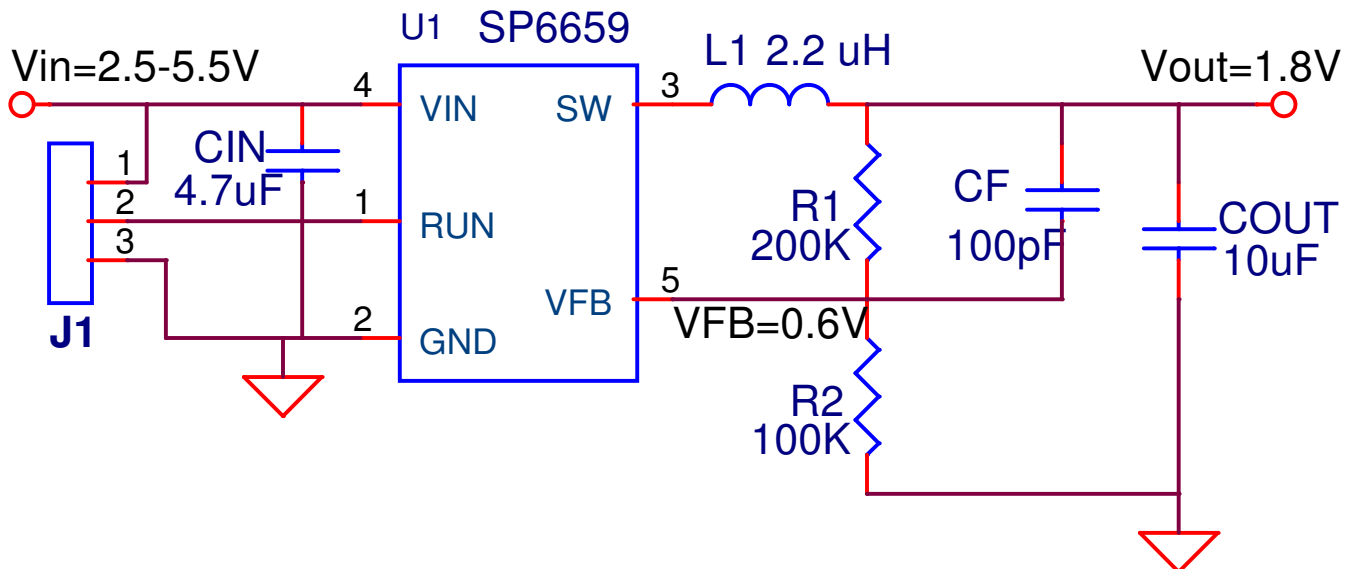 U1 SP6659
Vin=2.5-5.5V
L1 2.2 uH
Vout=1.8V
4
VIN
SW
3
CIN
4.7uF
1
2
3
J1
1
RUN
R1
200K
CF
100pF
COUT
10uF
VFB
5
VFB=0.6V
2
GND
R2
100K